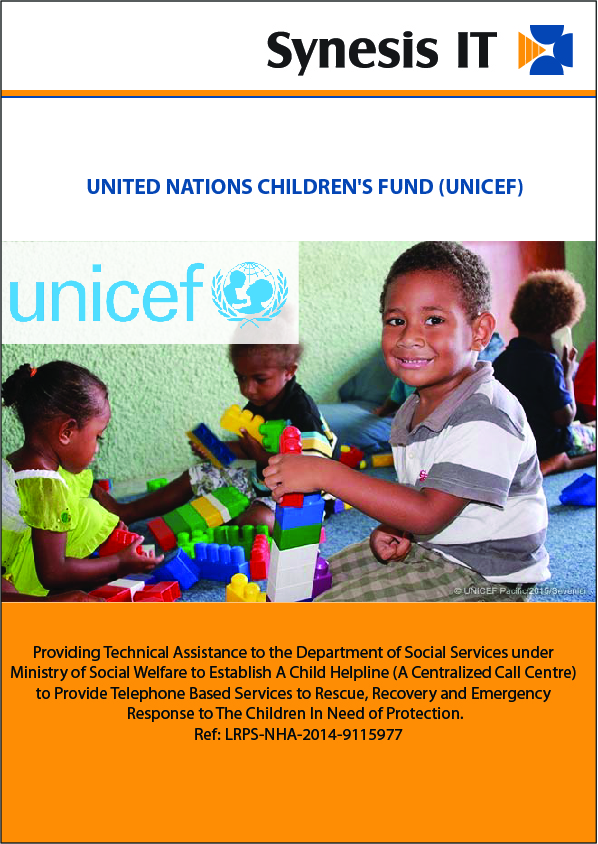 Synesis IT
UNITED NATIONS CHILDREN'S FUND (UNICEF)
unicef
© UNICEF Pacific/2015/
Providing Technical Assistance to the Department of Social Services under
Ministry of Social Welfare to Establish A Child Helpline (A Centralized Call Centre)
to Provide Telephone Based Services to Rescue, Recovery and Emergency
Response to The Children In Need of Protection.
Ref: LRPS-NHA-2014-9115977